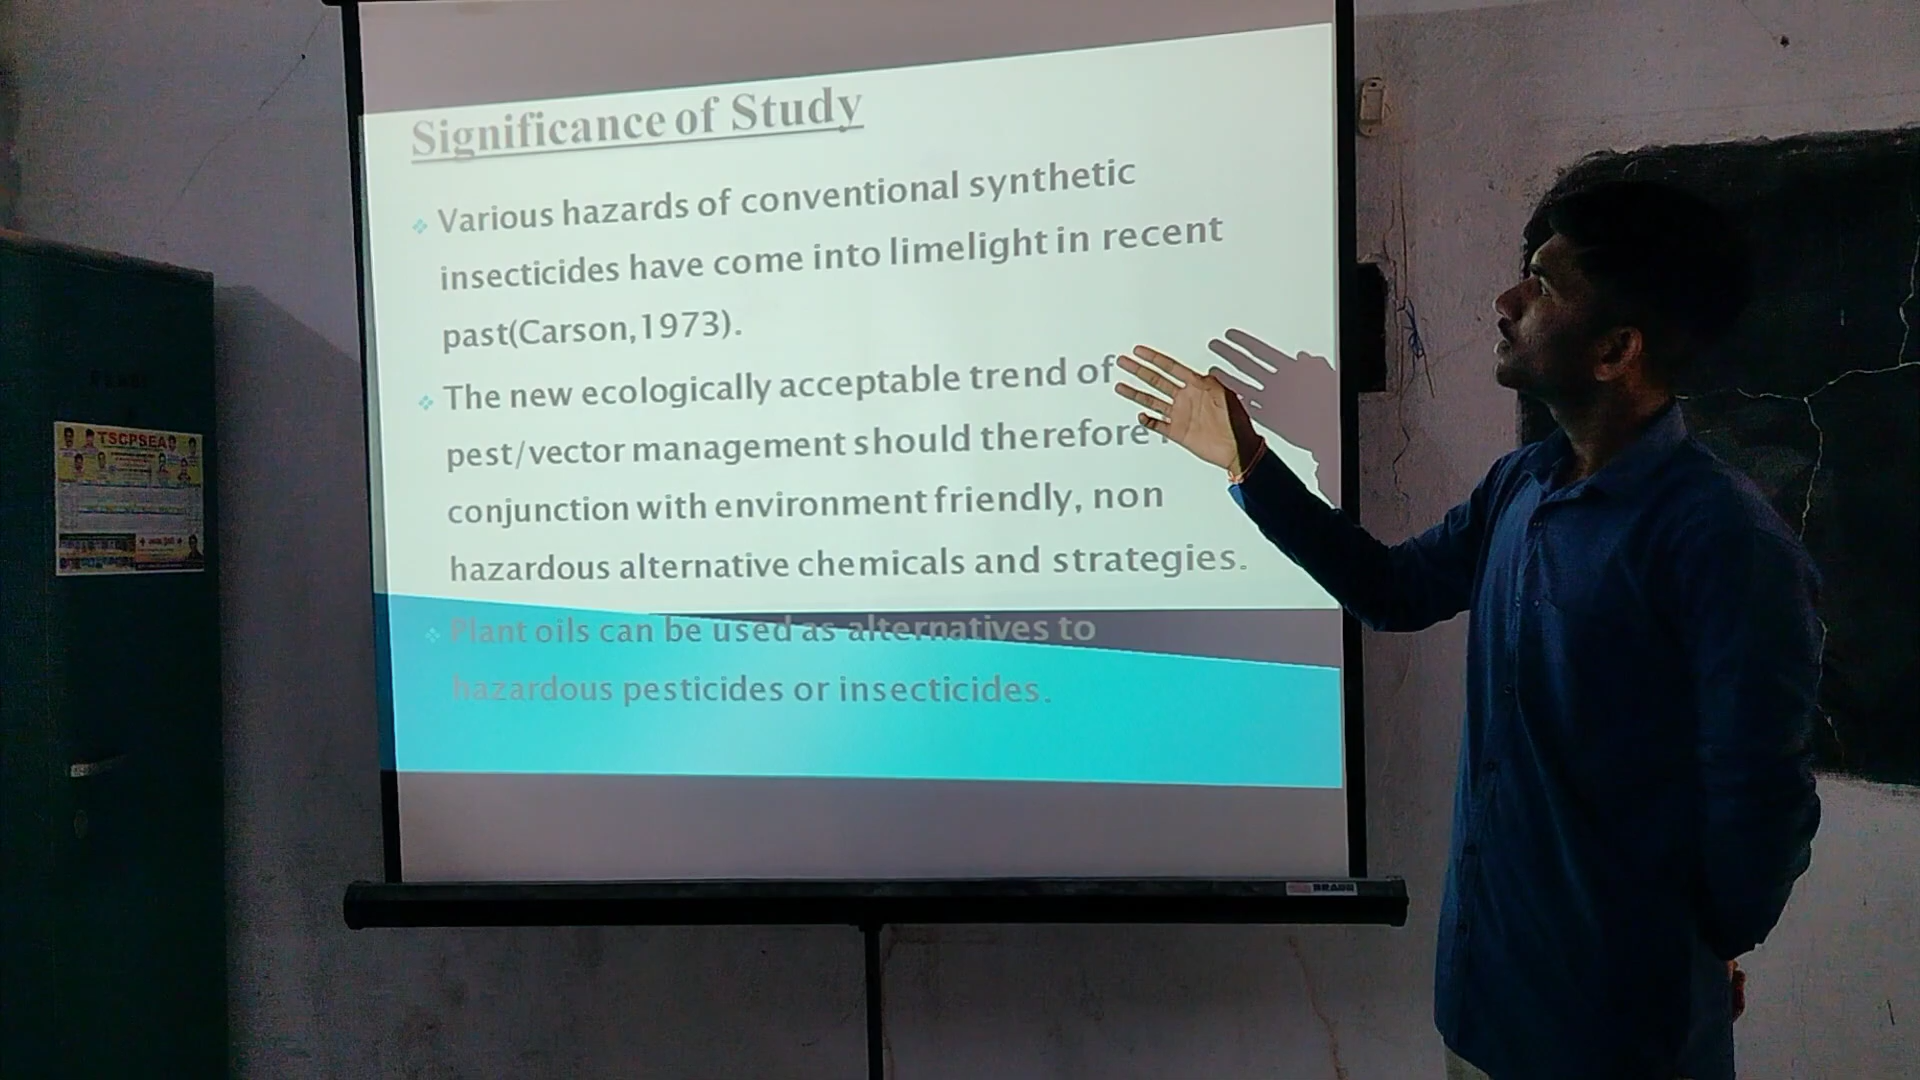 Significance of Study
Various hazards of conventional synthetic
insecticides have come into limelight in recent
past(Carson,1973).
The new ecologically acceptable trend of
pest/vector management should therefore
conjunction with environment friendly, non
hazardous alternative chemicals and strategies.
Plant oils can be used as alternatives to
hazardous pesticides or insecticides.
TSCPSEA